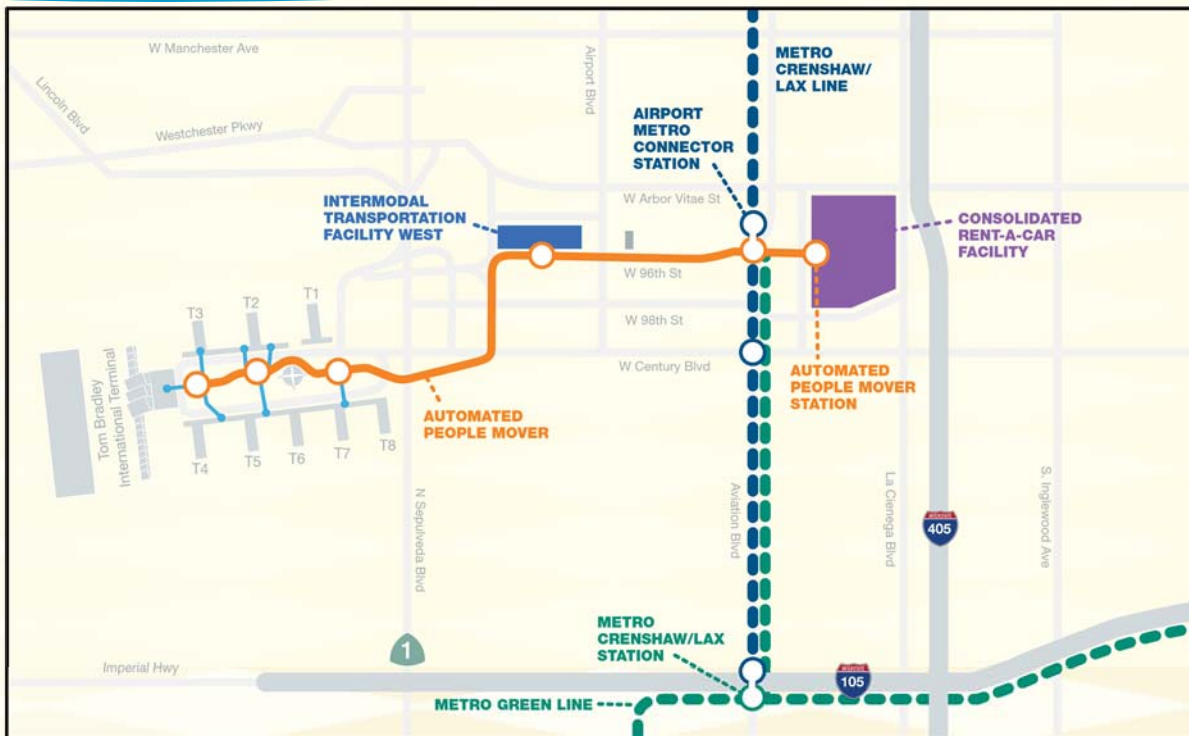 W Manchester Ave
Lincoln Blvd
Westchester Pkwy
Airport Blvd
METRO
CRENSHAW/
LAX LINE
AIRPORT
METRO
CONNECTOR
STATION
INTERMODAL
TRANSPORTATION
FACILITY WEST
W Arbor Vitae St
CONSOLIDATED
RENT-A-CAR
FACILITY
W 96th St
W 98th St
W Century Blvd
T3
T2
T1
Tom Bradley
International Terminal
T4
T5
T6
T7
T8
AUTOMATED
PEOPLE MOVER
AUTOMATED
PEOPLE MOVER
STATION
N Sepulveda Blvd
Aviation Blvd
La Cienega Blvd
S. Inglewood Ave
405
METRO
CRENSHAW/LAX
STATION
1
Imperial Hwy
105
METRO GREEN LINE